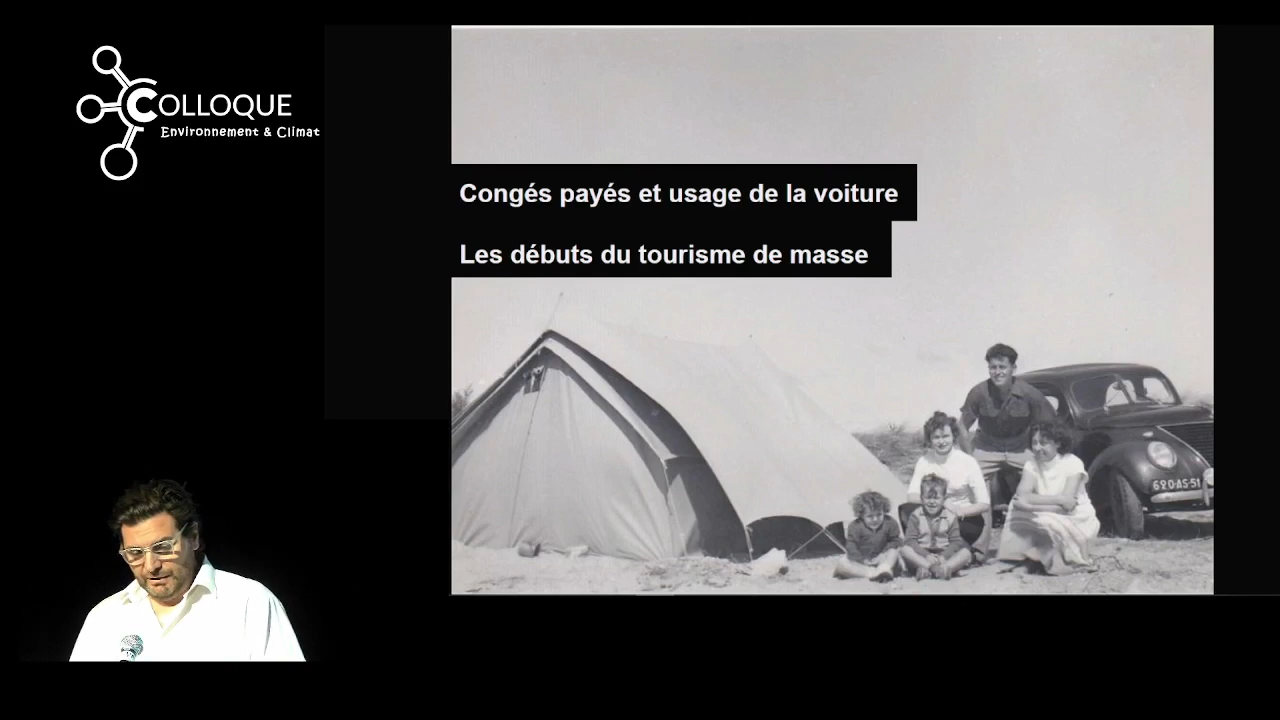 COLLOQUE
Environnement & Climat
Congés payés et usage de la voiture
Les débuts du tourisme de masse
620-AS-51